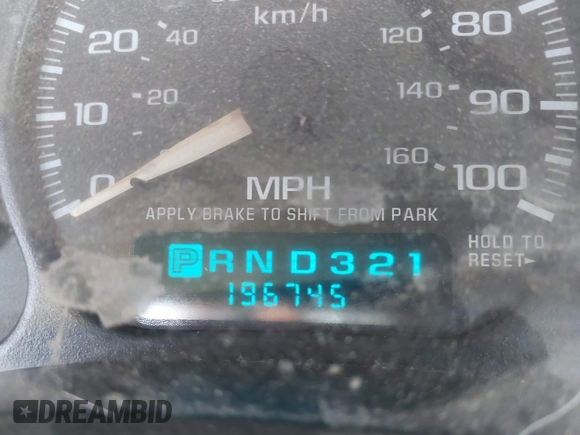 km/h
20 40 120 80
10 20 140 90
0 160 100
MPH
APPLY BRAKE TO SHIFT FROM PARK
HOLD TO
RESET►
PRND321
196745
DREAMBID